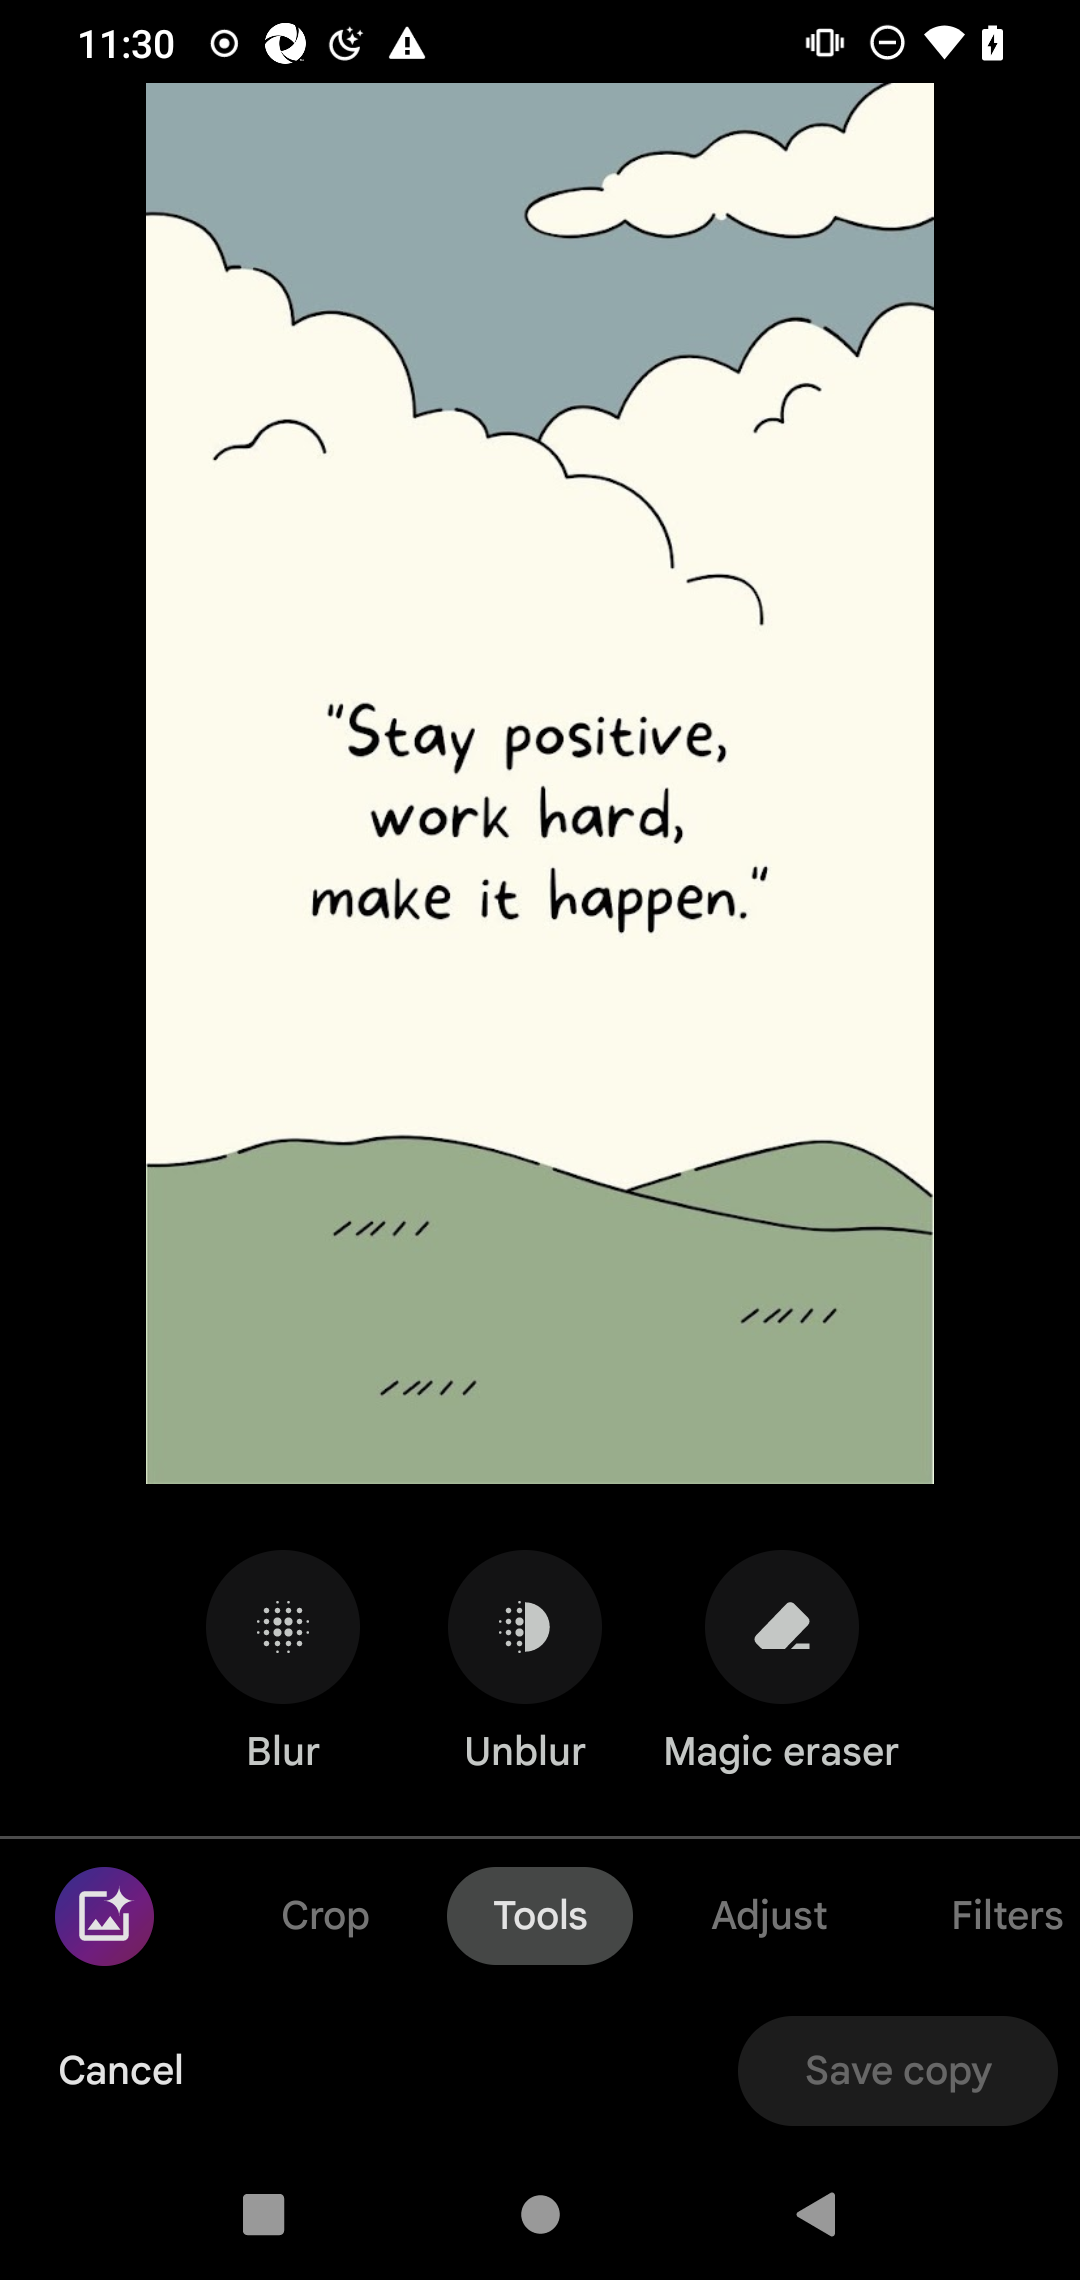 11:30
"Stay positive,
work hard,
make it happen."
Blur
Unblur
Magic eraser
Crop
Tools
Adjust
Filters
Cancel
Save copy